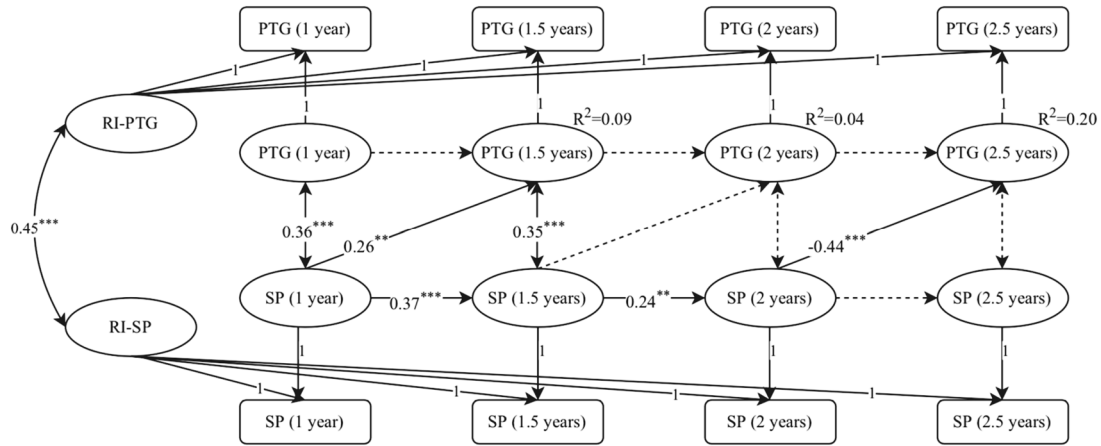 PTG (1 year)
PTG (1.5 years)
PTG (2 years)
PTG (2.5 years)
1
1
1
1
1
1
1
1
RI-PTG
R²=0.09
R²=0.04
R²=0.20
PTG (1 year)
PTG (1.5 years)
PTG (2 years)
PTG (2.5 years)
0.45***
0.36***
0.26**
0.35***
-0.44***
SP (1 year)
0.37***
SP (1.5 years)
0.24**
SP (2 years)
SP (2.5 years)
RI-SP
1
1
1
1
1
1
1
1
SP (1 year)
SP (1.5 years)
SP (2 years)
SP (2.5 years)